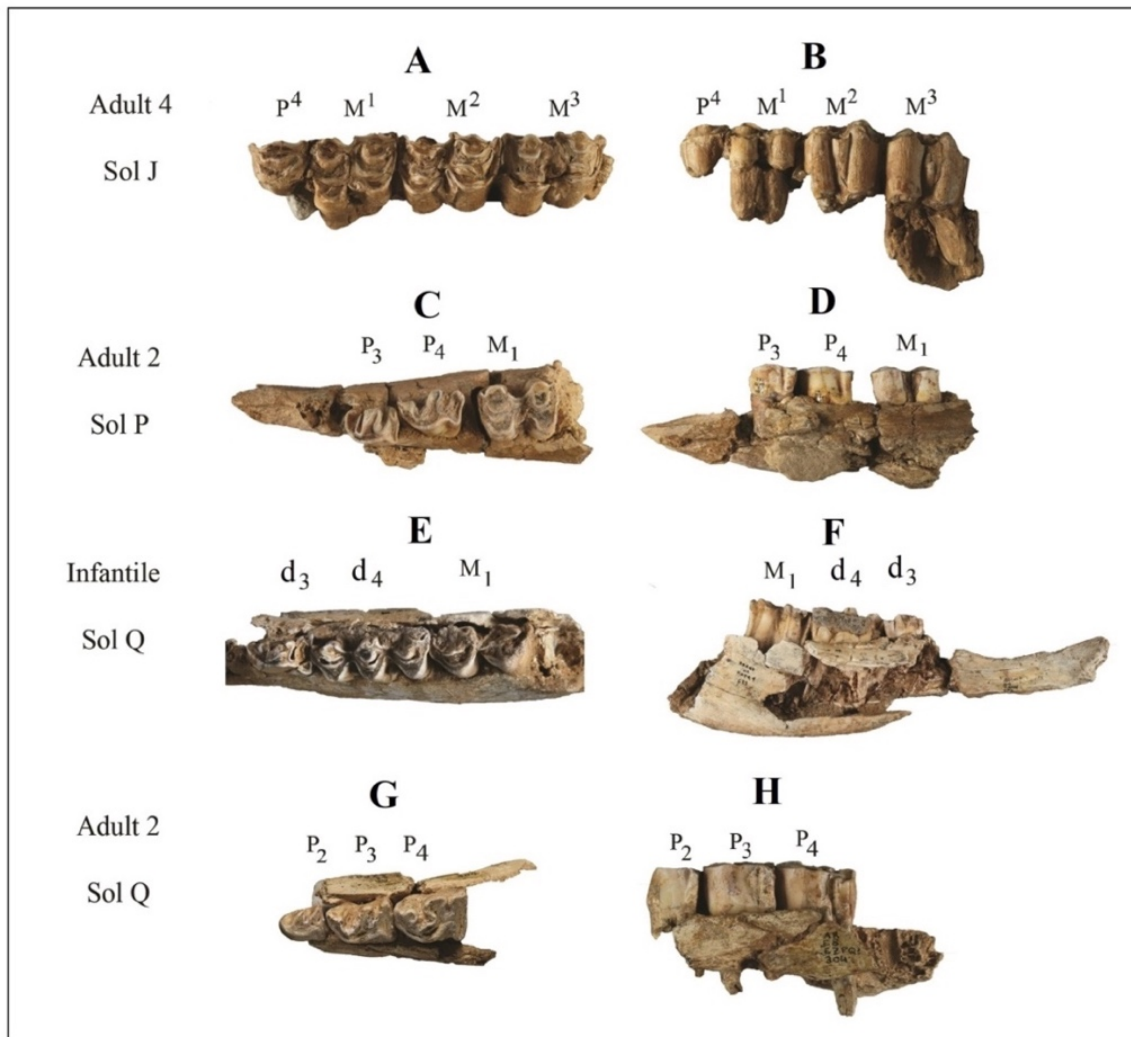 A B
Adult 4 P⁴ M¹ M² M³ P⁴ M¹ M² M³
Sol J
C D
Adult 2 P₃ P₄ M₁ P₃ P₄ M₁
Sol P
E F
Infantile d₃ d₄ M₁ M₁ d₄ d₃
Sol Q
G H
Adult 2 P₂ P₃ P₄ P₂ P₃ P₄
Sol Q